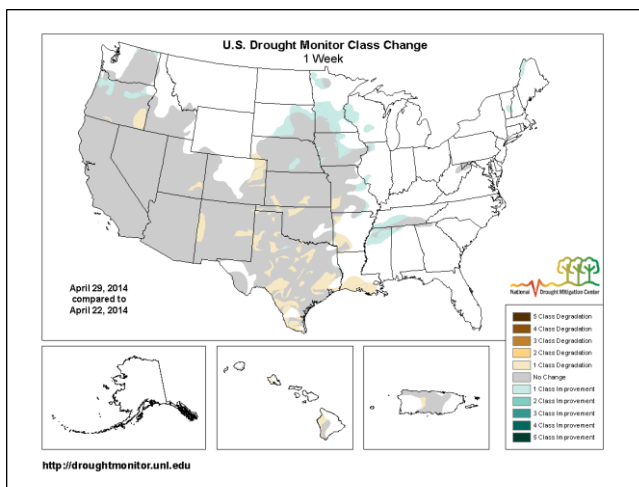 U.S. Drought Monitor Class Change
1 Week
April 29, 2014
compared to
April 22, 2014
National Drought Mitigation Center
5 Class Degradation
4 Class Degradation
3 Class Degradation
2 Class Degradation
1 Class Degradation
No Change
1 Class Improvement
2 Class Improvement
3 Class Improvement
4 Class Improvement
5 Class Improvement
http://droughtmonitor.unl.edu